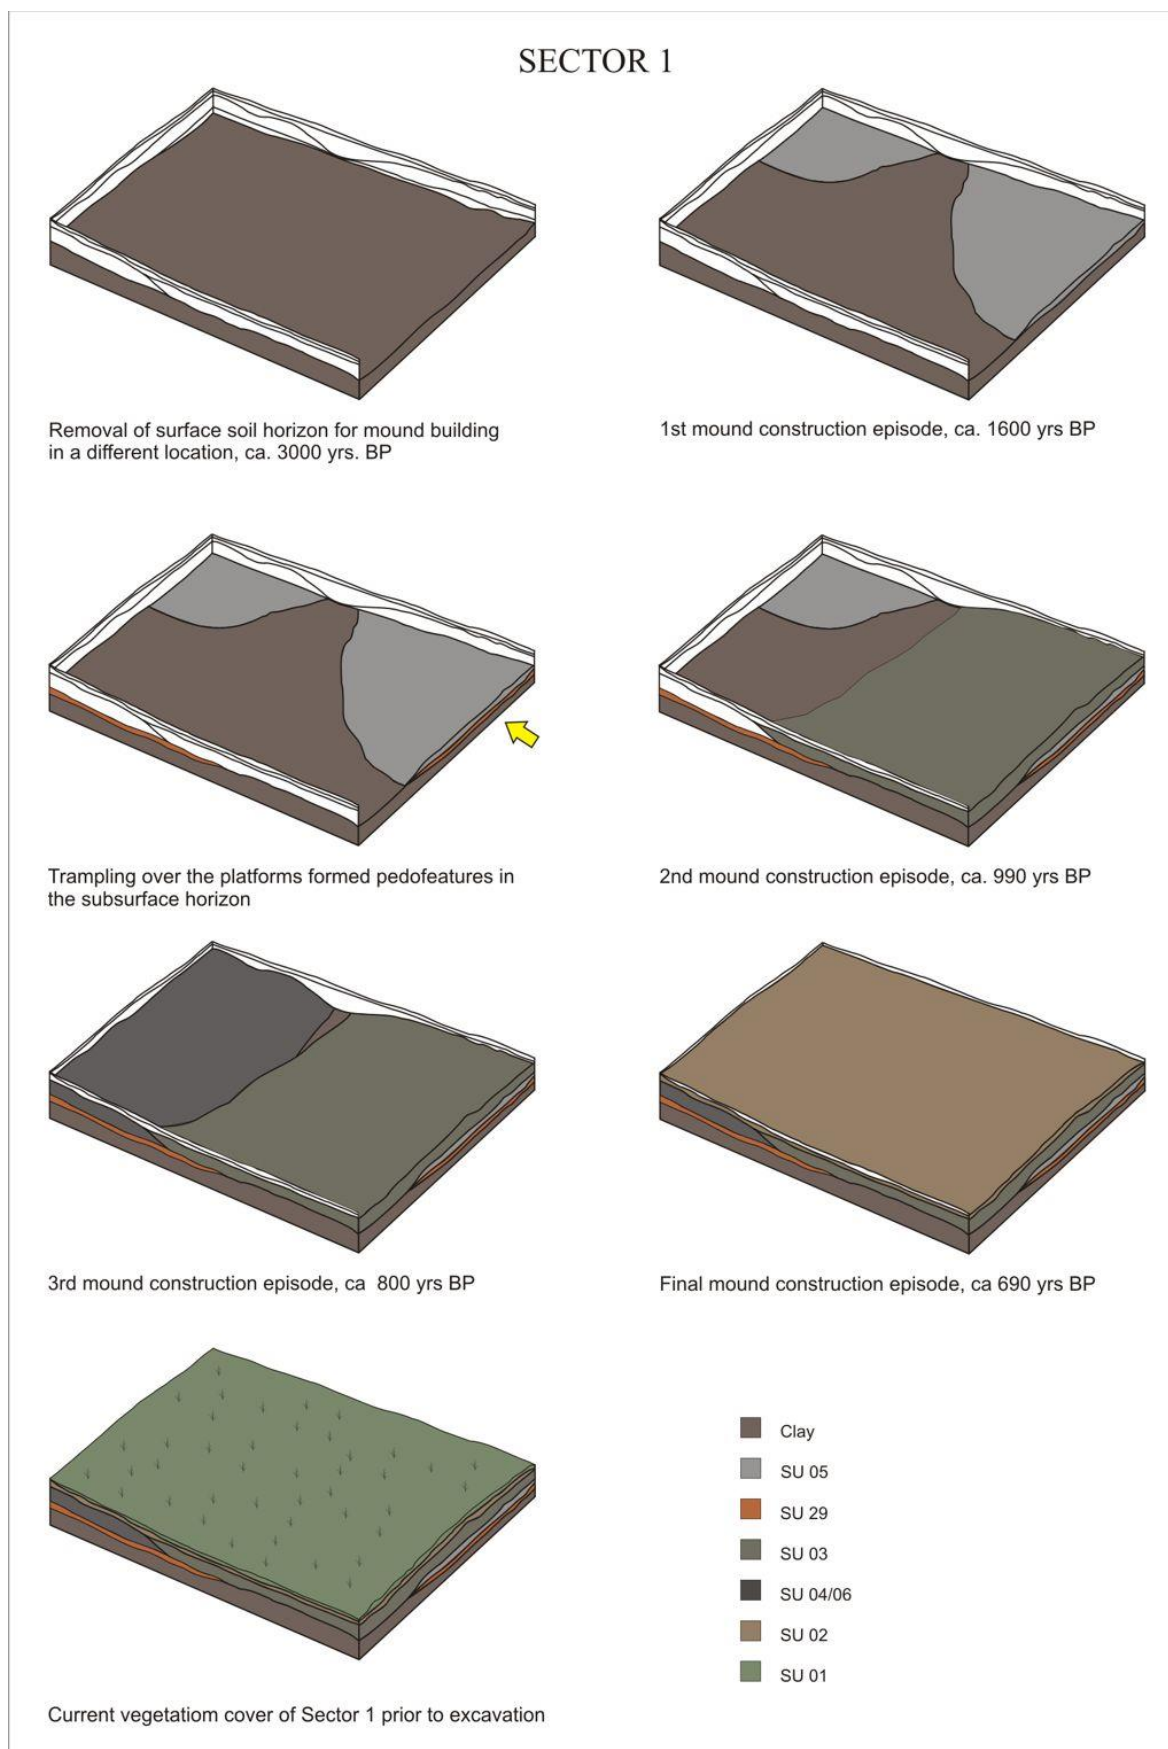 SECTOR 1
Removal of surface soil horizon for mound building
in a different location, ca. 3000 yrs. BP
1st mound construction episode, ca. 1600 yrs BP
Trampling over the platforms formed pedofeatures in
the subsurface horizon
2nd mound construction episode, ca. 990 yrs BP
3rd mound construction episode, ca  800 yrs BP
Final mound construction episode, ca 690 yrs BP
Current vegetatiom cover of Sector 1 prior to excavation
Clay
SU 05
SU 29
SU 03
SU 04/06
SU 02
SU 01